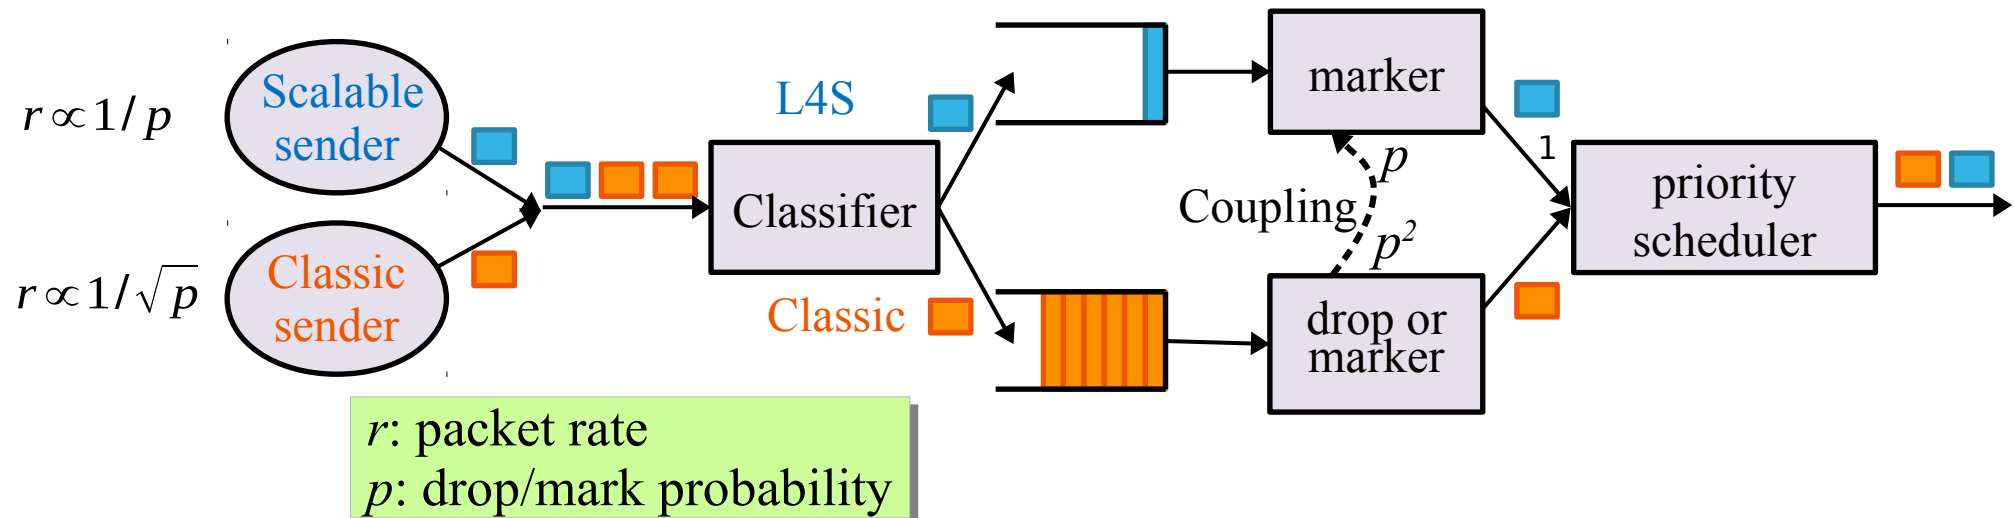 r ∝ 1/p
Scalable
sender
r ∝ 1/√p
Classic
sender
L4S
Classifier
Classic
marker
p
Coupling
p²
drop or
marker
1
priority
scheduler
r: packet rate
p: drop/mark probability